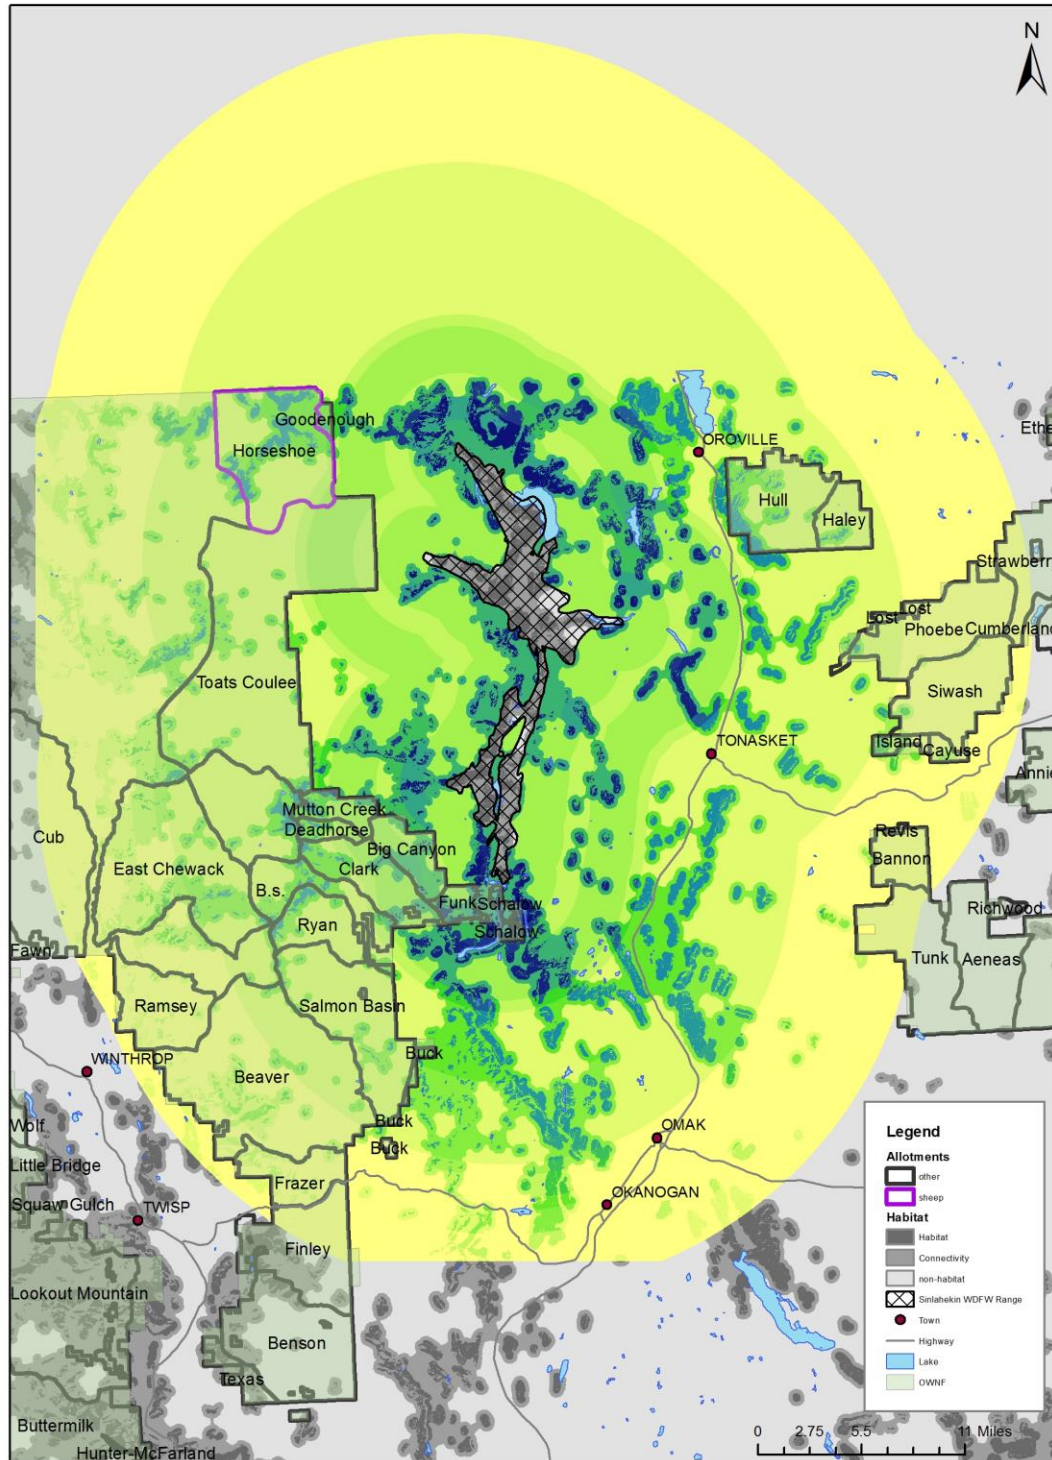 N
Goodenough
Horseshoe
OROVILLE
Hull
Haley
Strawberry
Lost
Lost
Phoebe
Cumberland
Toats Coulee
Siwash
TONASKET
Island
Cayuse
Annie
Mutton Creek
Deadhorse
Cub
Big Canyon
Revis
Bannon
East Chewack
Clark
B.s.
Funk
Schalow
Richwood
Ryan
Schalow
Fawn
Tunk
Aeneas
Ramsey
Salmon Basin
WINTHROP
Buck
Beaver
Wolf
Buck
OMAK
Buck
Little Bridge
Frazer
Squaw Gulch
TWISP
OKANOGAN
Finley
Lookout Mountain
Benson
Texas
Buttermilk
Hunter-McFarland
Legend
Allotments
other
sheep
Habitat
Habitat
Connectivity
non-habitat
Sinlahekin WDFW Range
Town
Highway
Lake
OWNF
0 2.75 5.5 11 Miles